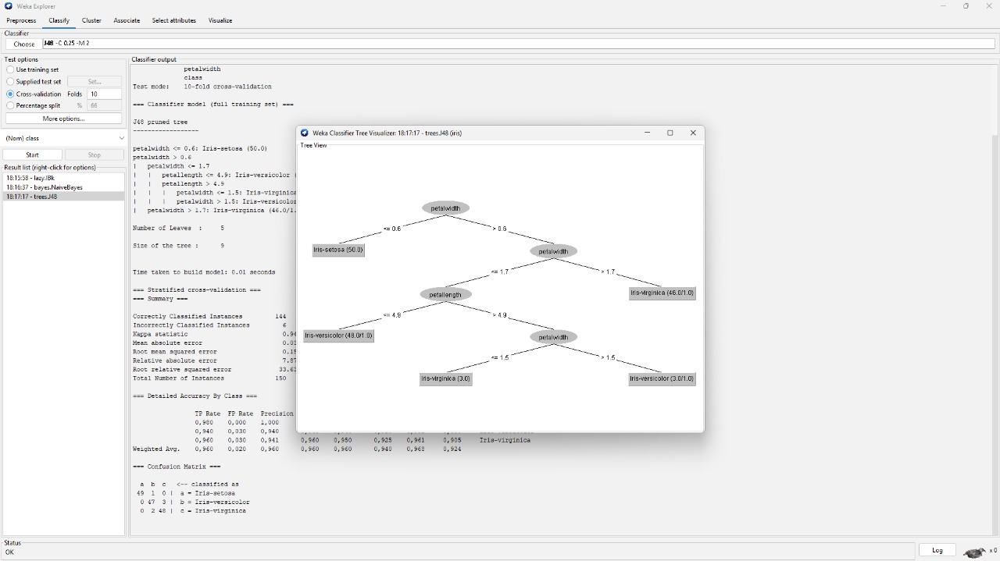 Weka Explorer
Preprocess Classify Cluster Associate Select attributes Visualize
Classifier
Choose J48 -C 0.25 -M 2
Test options
Use training set
Supplied test set Set...
Cross-validation Folds 10
Percentage split % 66
More options...
(Nom) class
Start Stop
Result list (right-click for options)
18:15:58 - lazy.IBk
18:16:37 - bayes.NaiveBayes
18:17:17 - trees.J48
Classifier output
petalwidth
class
Test mode: 10-fold cross-validation
=== Classifier model (full training set) ===
J48 pruned tree
------------------
petalwidth <= 0.6: Iris-setosa (50.0)
petalwidth > 0.6
| petalwidth <= 1.7
| | petallength <= 4.9: Iris-versicolor (
| | petallength > 4.9
| | | petalwidth <= 1.5: Iris-virginica
| | | petalwidth > 1.5: Iris-versicolor
| petalwidth > 1.7: Iris-virginica (46.0/1.
Number of Leaves : 5
Size of the tree : 9
Time taken to build model: 0.01 seconds
=== Stratified cross-validation ===
=== Summary ===
Correctly Classified Instances 144
Incorrectly Classified Instances 6
Kappa statistic 0.94
Mean absolute error 0.03
Root mean squared error 0.15
Relative absolute error 7.87
Root relative squared error 33.63
Total Number of Instances 150
=== Detailed Accuracy By Class ===
TP Rate FP Rate Precision
0,980 0,000 1,000
0,940 0,030 0,940
0,960 0,030 0,941 0,960 0,950 0,925 0,961 0,905 Iris-virginica
Weighted Avg. 0,960 0,020 0,960 0,960 0,960 0,940 0,968 0,924
=== Confusion Matrix ===
a b c <-- classified as
49 1 0 | a = Iris-setosa
0 47 3 | b = Iris-versicolor
0 2 48 | c = Iris-virginica
Weka Classifier Tree Visualizer: 18:17:17 - trees.J48 (iris)
Tree View
petalwidth
<= 0.6 > 0.6
Iris-setosa (50.0) petalwidth
<= 1.7 > 1.7
petallength Iris-virginica (46.0/1.0)
<= 4.9 > 4.9
Iris-versicolor (48.0/1.0) petalwidth
<= 1.5 > 1.5
Iris-virginica (3.0) Iris-versicolor (3.0/1.0)
Status
OK
Log x 0